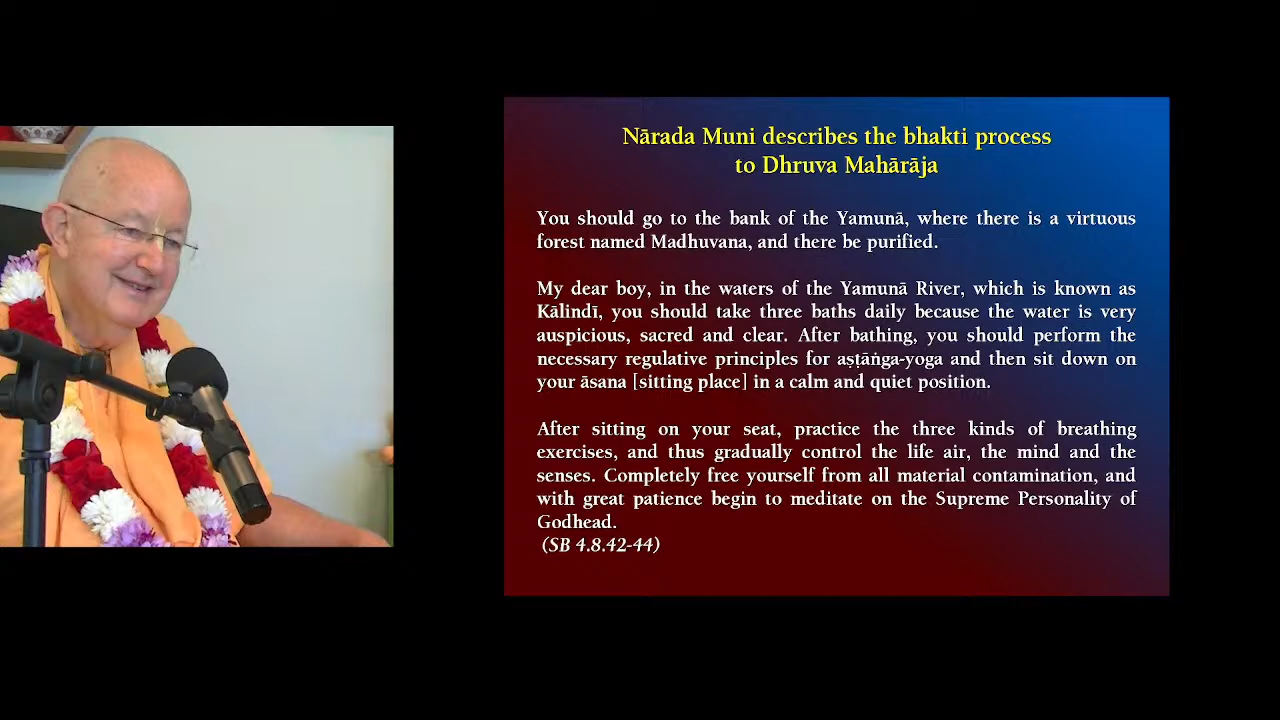 Nārada Muni describes the bhakti process
to Dhruva Mahārāja
You should go to the bank of the Yamunā, where there is a virtuous
forest named Madhuvana, and there be purified.
My dear boy, in the waters of the Yamunā River, which is known as
Kālindī, you should take three baths daily because the water is very
auspicious, sacred and clear. After bathing, you should perform the
necessary regulative principles for aṣṭāṅga-yoga and then sit down on
your āsana [sitting place] in a calm and quiet position.
After sitting on your seat, practice the three kinds of breathing
exercises, and thus gradually control the life air, the mind and the
senses. Completely free yourself from all material contamination, and
with great patience begin to meditate on the Supreme Personality of
Godhead.
(SB 4.8.42-44)